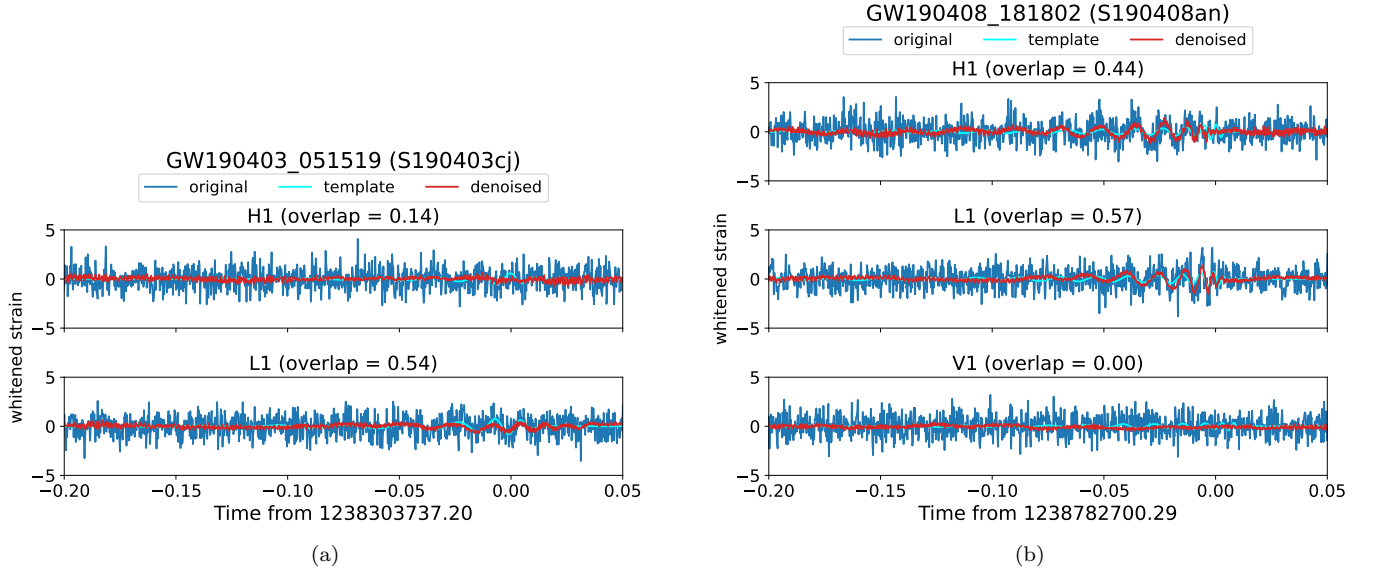 GW190403_051519 (S190403cj)
original template denoised
H1 (overlap = 0.14)
5
0
−5
L1 (overlap = 0.54)
5
0
−5
whitened strain
−0.20 −0.15 −0.10 −0.05 0.00 0.05
Time from 1238303737.20
(a)
GW190408_181802 (S190408an)
original template denoised
H1 (overlap = 0.44)
5
0
−5
L1 (overlap = 0.57)
5
0
−5
whitened strain
V1 (overlap = 0.00)
5
0
−5
−0.20 −0.15 −0.10 −0.05 0.00 0.05
Time from 1238782700.29
(b)